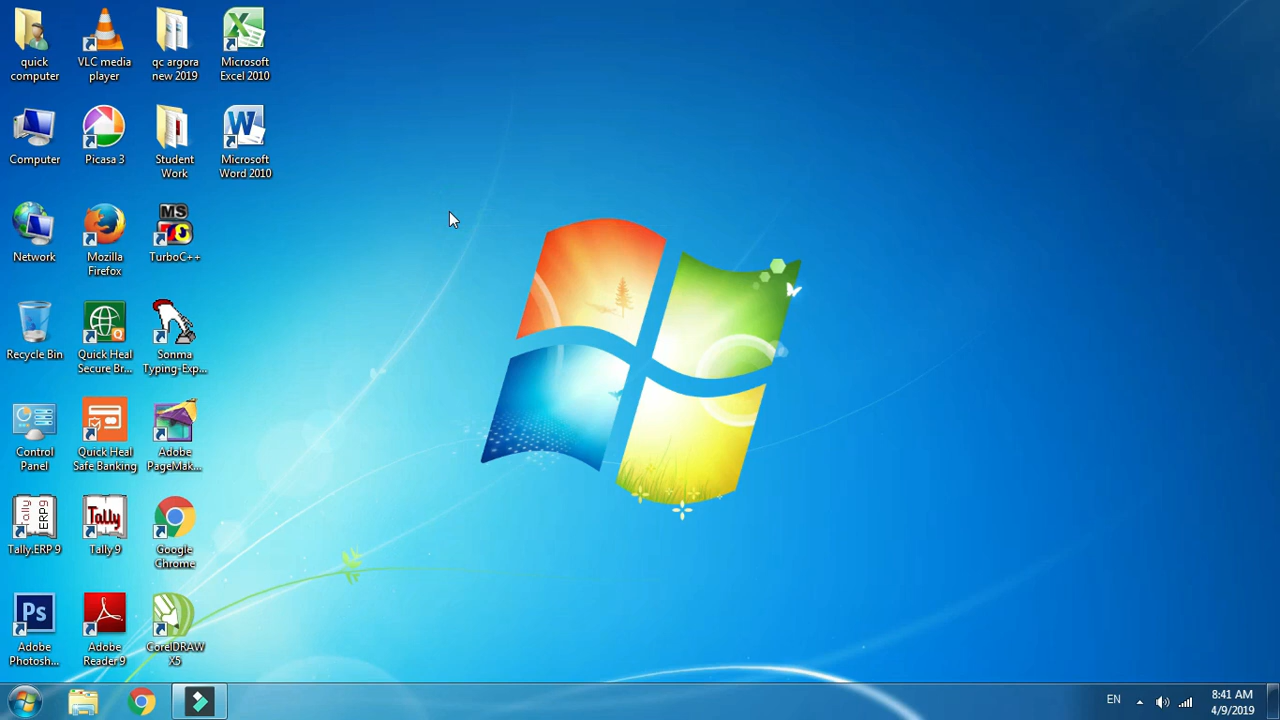 quick
computer
VLC media
player
qc argora
new 2019
Microsoft
Excel 2010
Computer
Picasa 3
Student
Work
W
Microsoft
Word 2010
Network
Mozilla
Firefox
MS
TurboC++
Recycle Bin
Q
Quick Heal
Secure Br...
Sonma
Typing-Exp...
Control
Panel
Quick Heal
Safe Banking
Adobe
PageMak...
Tally
ERP9
Tally.ERP 9
Tally
Tally 9
Google
Chrome
Ps
Adobe
Photosh...
Adobe
Reader 9
CorelDRAW
X5
EN
8:41 AM
4/9/2019